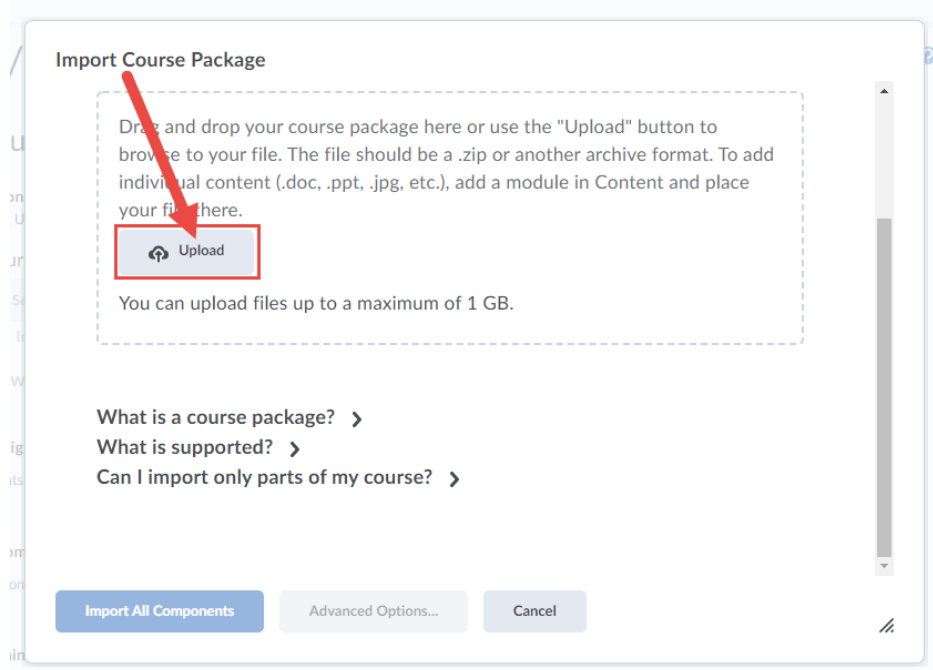 Import Course Package
Drag and drop your course package here or use the "Upload" button to
browse to your file. The file should be a .zip or another archive format. To add
individual content (.doc, .ppt, .jpg, etc.), add a module in Content and place
your file there.
Upload
You can upload files up to a maximum of 1 GB.
What is a course package?
What is supported?
Can I import only parts of my course?
Import All Components
Advanced Options...
Cancel